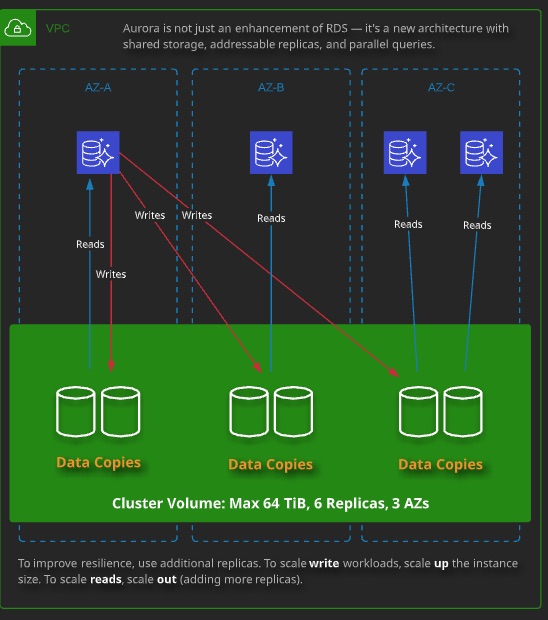 VPC
Aurora is not just an enhancement of RDS — it's a new architecture with
shared storage, addressable replicas, and parallel queries.
AZ-A
AZ-B
AZ-C
Writes
Writes
Reads
Reads
Reads
Reads
Writes
Data Copies
Data Copies
Data Copies
Cluster Volume: Max 64 TiB, 6 Replicas, 3 AZs
To improve resilience, use additional replicas. To scale write workloads, scale up the instance
size. To scale reads, scale out (adding more replicas).